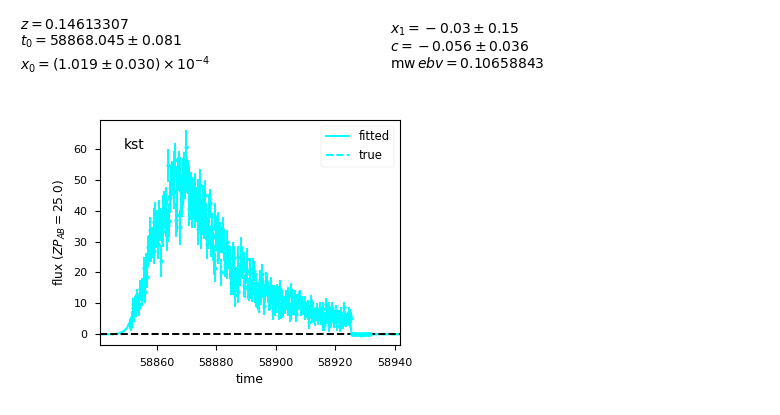 z = 0.14613307
t₀ = 58868.045 ± 0.081
x₀ = (1.019 ± 0.030) × 10⁻⁴
x₁ = −0.03 ± 0.15
c = −0.056 ± 0.036
mw ebv = 0.10658843
kst
fitted
true
60
50
40
30
20
10
0
flux (ZP_AB = 25.0)
58860 58880 58900 58920 58940
time